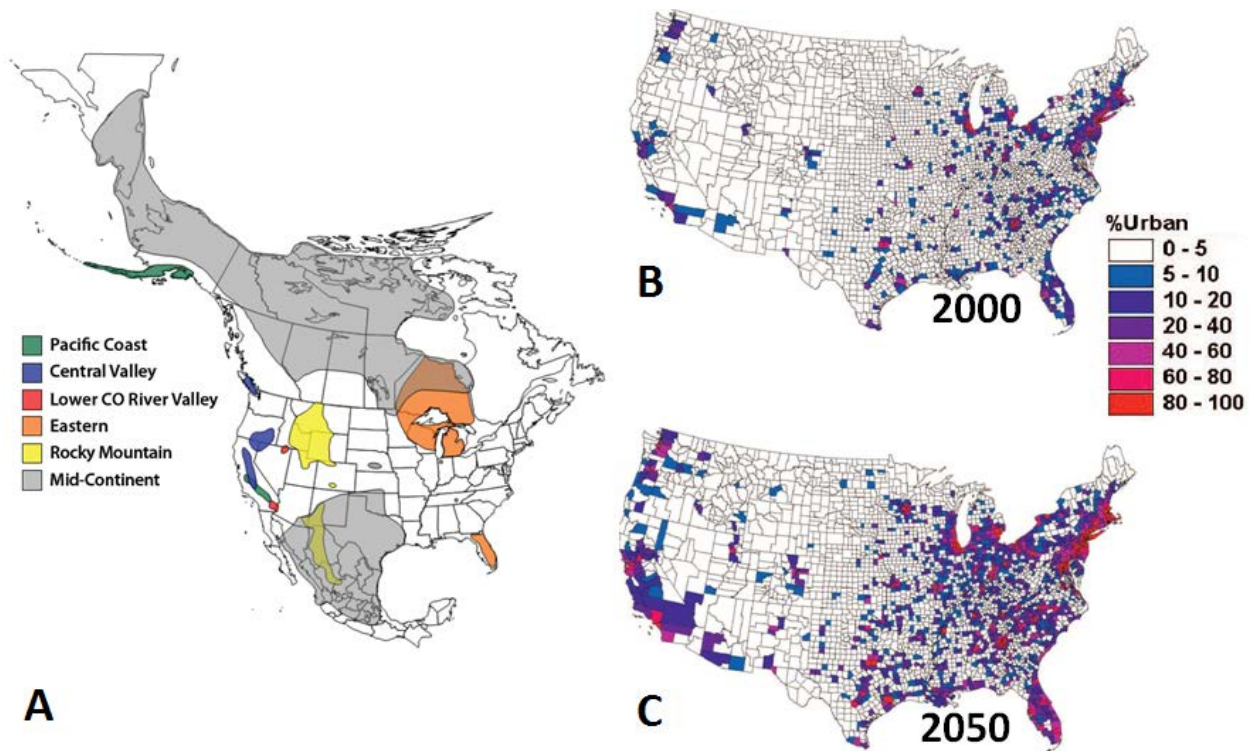 Pacific Coast
Central Valley
Lower CO River Valley
Eastern
Rocky Mountain
Mid-Continent
A
B
2000
%Urban
0 - 5
5 - 10
10 - 20
20 - 40
40 - 60
60 - 80
80 - 100
C
2050